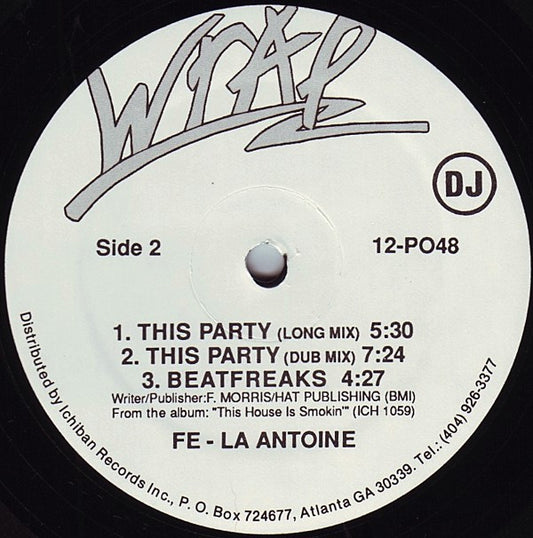 WRAP
DJ
Side 2 12-PO48
1. THIS PARTY (LONG MIX) 5:30
2. THIS PARTY (DUB MIX) 7:24
3. BEATFREAKS 4:27
Writer/Publisher:F. MORRIS/HAT PUBLISHING (BMI)
From the album: "This House Is Smokin'" (ICH 1059)
FE - LA ANTOINE
Distributed by Ichiban Records Inc., P. O. Box 724677, Atlanta GA 30339. Tel.: (404) 926-3377